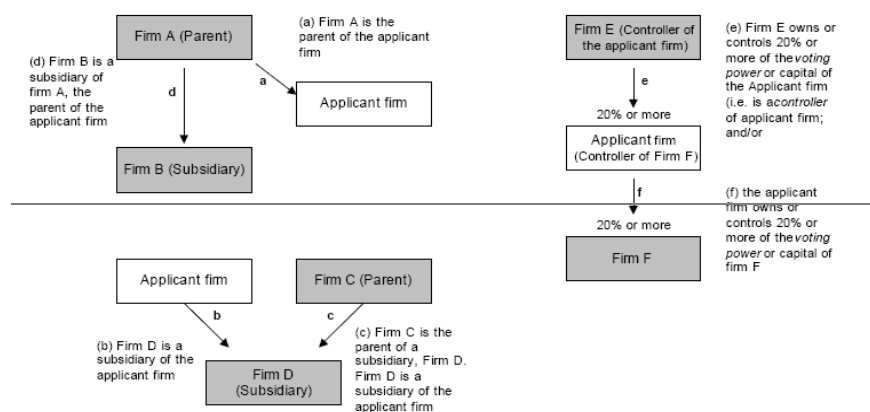 Firm A (Parent)
(a) Firm A is the
parent of the applicant
firm
(d) Firm B is a
subsidiary of
firm A, the
parent of the
applicant firm
d
a
Applicant firm
Firm B (Subsidiary)
Firm E (Controller of
the applicant firm)
(e) Firm E owns or
controls 20% or
more of thevoting
power or capital of
the Applicant firm
(i.e. is acontroller
of applicant firm;
and/or
e
20% or more
Applicant firm
(Controller of Firm F)
f
20% or more
Firm F
(f) the applicant
firm owns or
controls 20% or
more of thevoting
power or capital of
firm F
Applicant firm
Firm C (Parent)
b
c
(b) Firm D is a
subsidiary of the
applicant firm
Firm D
(Subsidiary)
(c) Firm C is the
parent of a
subsidiary, Firm D.
Firm D is a
subsidiary of the
applicant firm